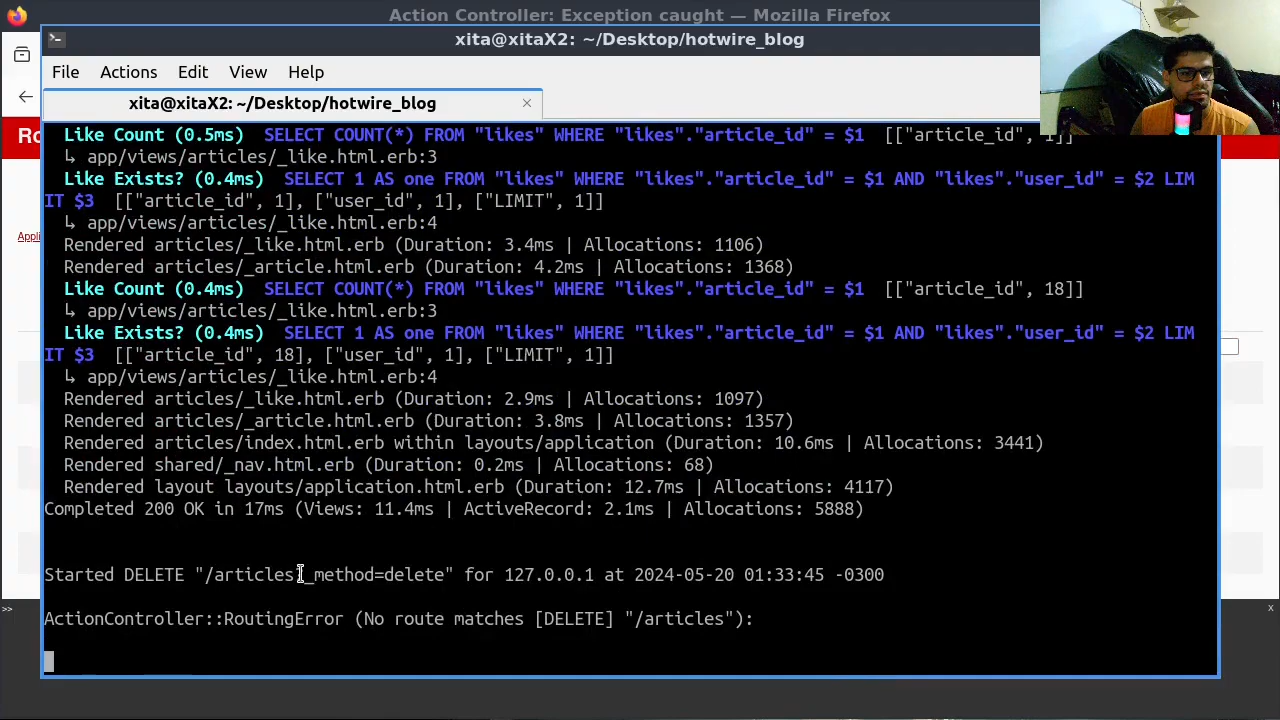 Action Controller: Exception caught — Mozilla Firefox
xita@xitaX2: ~/Desktop/hotwire_blog
File Actions Edit View Help
xita@xitaX2: ~/Desktop/hotwire_blog ×
Ro
Like Count (0.5ms) SELECT COUNT(*) FROM "likes" WHERE "likes"."article_id" = $1 [["article_id", 1]]
↳ app/views/articles/_like.html.erb:3
Like Exists? (0.4ms) SELECT 1 AS one FROM "likes" WHERE "likes"."article_id" = $1 AND "likes"."user_id" = $2 LIM
IT $3 [["article_id", 1], ["user_id", 1], ["LIMIT", 1]]
↳ app/views/articles/_like.html.erb:4
Appli
Rendered articles/_like.html.erb (Duration: 3.4ms | Allocations: 1106)
Rendered articles/_article.html.erb (Duration: 4.2ms | Allocations: 1368)
Like Count (0.4ms) SELECT COUNT(*) FROM "likes" WHERE "likes"."article_id" = $1 [["article_id", 18]]
↳ app/views/articles/_like.html.erb:3
Like Exists? (0.4ms) SELECT 1 AS one FROM "likes" WHERE "likes"."article_id" = $1 AND "likes"."user_id" = $2 LIM
IT $3 [["article_id", 18], ["user_id", 1], ["LIMIT", 1]]
↳ app/views/articles/_like.html.erb:4
Rendered articles/_like.html.erb (Duration: 2.9ms | Allocations: 1097)
Rendered articles/_article.html.erb (Duration: 3.8ms | Allocations: 1357)
Rendered articles/index.html.erb within layouts/application (Duration: 10.6ms | Allocations: 3441)
Rendered shared/_nav.html.erb (Duration: 0.2ms | Allocations: 68)
Rendered layout layouts/application.html.erb (Duration: 12.7ms | Allocations: 4117)
Completed 200 OK in 17ms (Views: 11.4ms | ActiveRecord: 2.1ms | Allocations: 5888)
Started DELETE "/articles?_method=delete" for 127.0.0.1 at 2024-05-20 01:33:45 -0300
>>
x
ActionController::RoutingError (No route matches [DELETE] "/articles"):